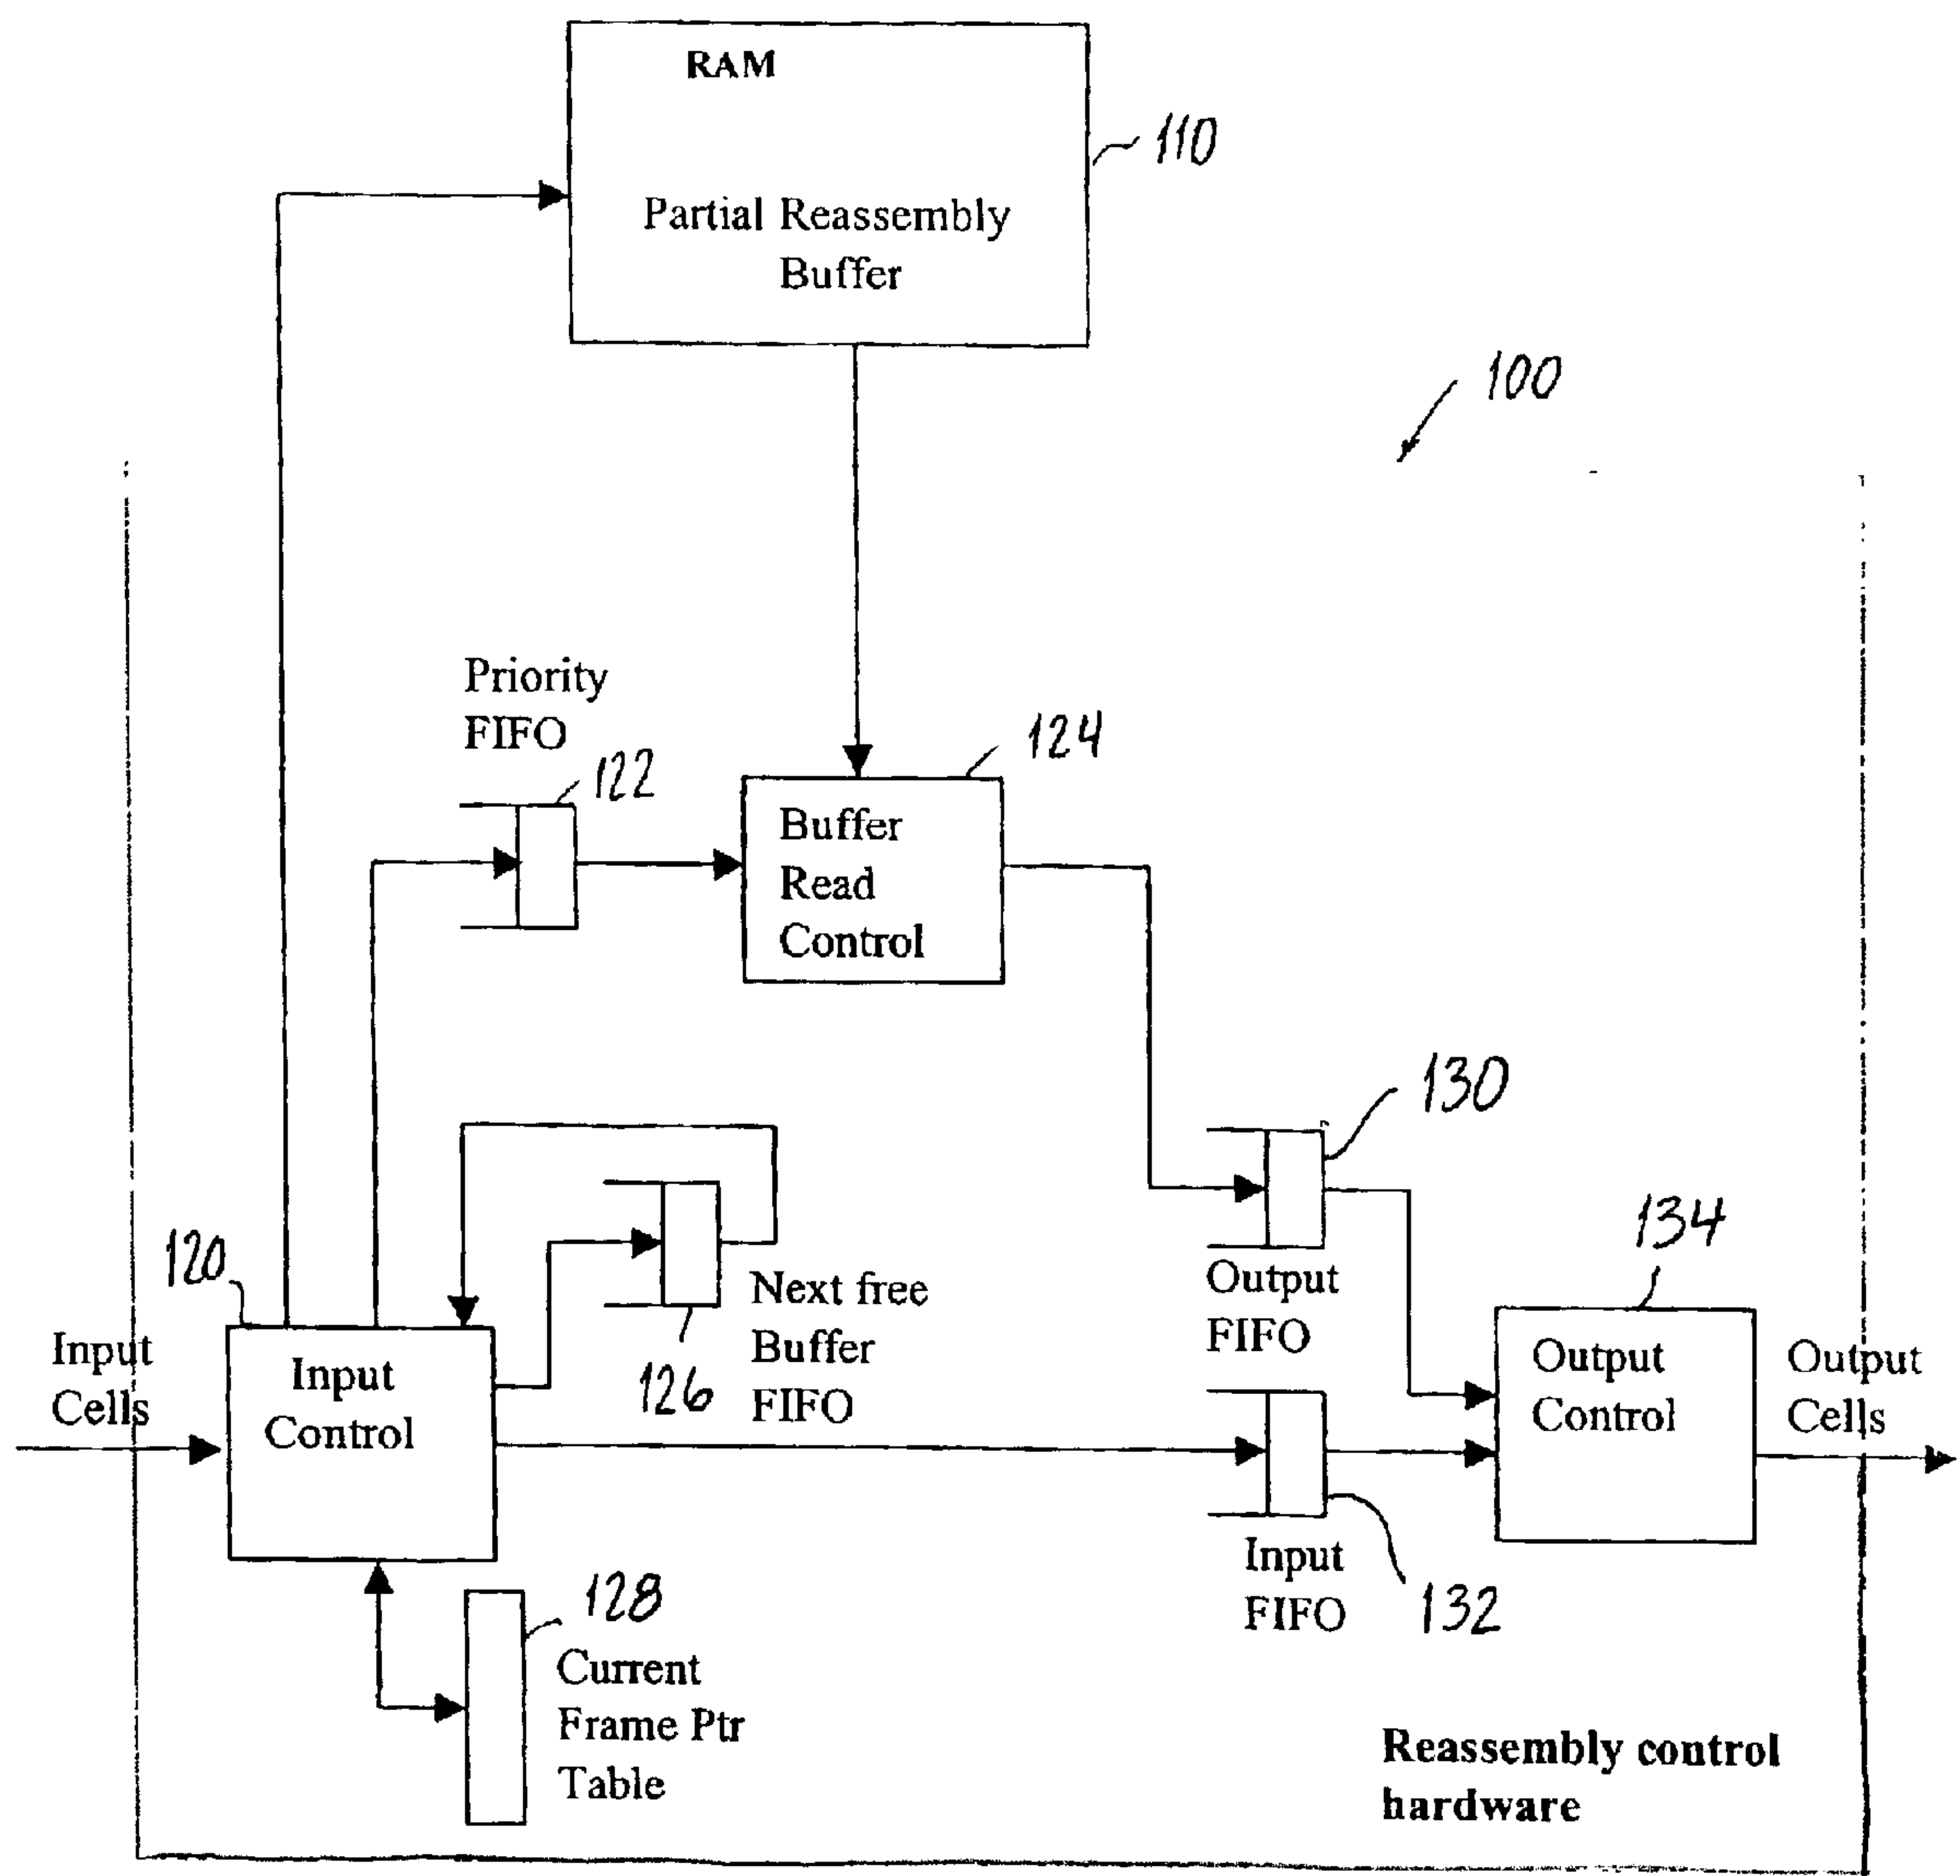 RAM
110
Partial Reassembly
Buffer
100
Priority
FIFO
122
124
Buffer
Read
Control
130
120
134
Next free
Buffer
FIFO
126
Output
FIFO
Input
Cells
Input
Control
Output
Control
Output
Cells
Input
FIFO
132
128
Current
Frame Ptr
Table
Reassembly control
hardware